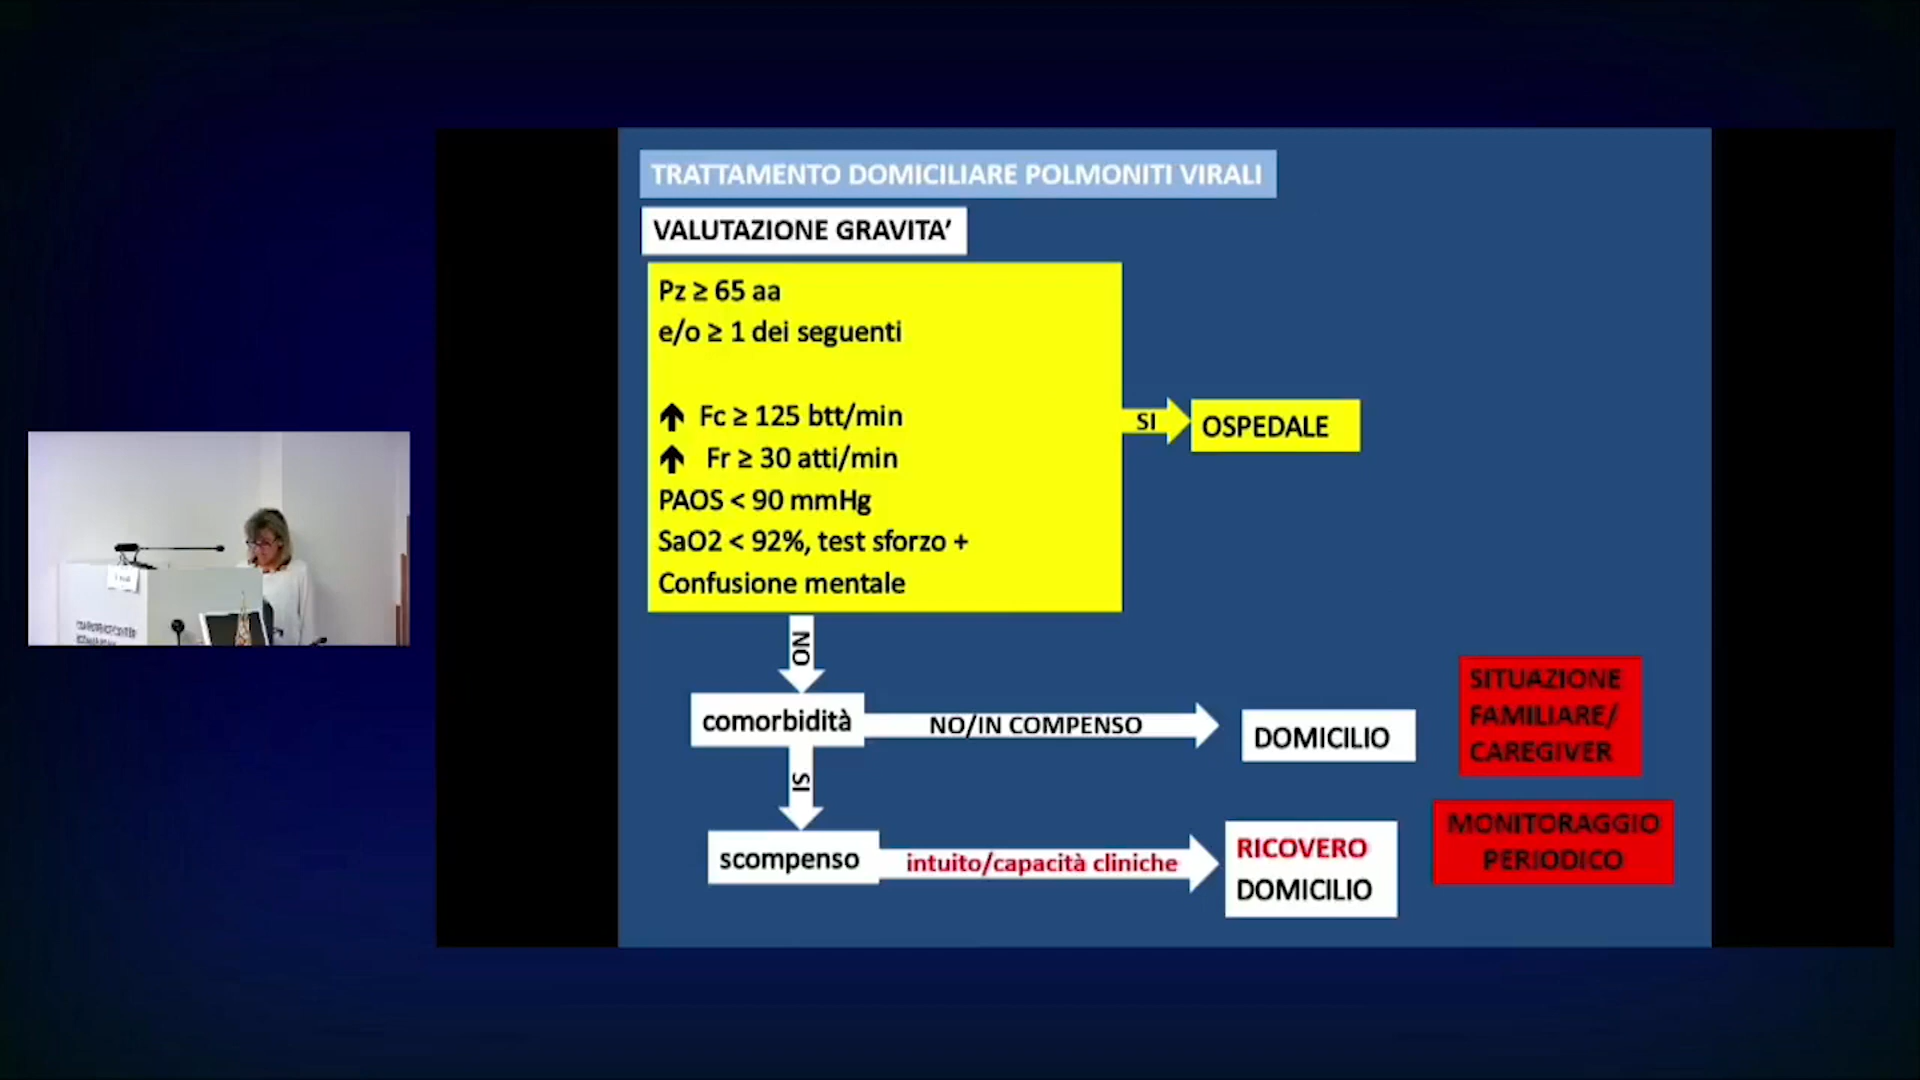 TRATTAMENTO DOMICILIARE POLMONITI VIRALI
VALUTAZIONE GRAVITA’
Pz ≥ 65 aa
e/o ≥ 1 dei seguenti
Fc ≥ 125 btt/min
Fr ≥ 30 atti/min
PAOS < 90 mmHg
SaO2 < 92%, test sforzo +
Confusione mentale
SI
OSPEDALE
NO
comorbidità
NO/IN COMPENSO
DOMICILIO
SITUAZIONE
FAMILIARE/
CAREGIVER
SI
scompenso
intuito/capacità cliniche
RICOVERO
DOMICILIO
MONITORAGGIO
PERIODICO